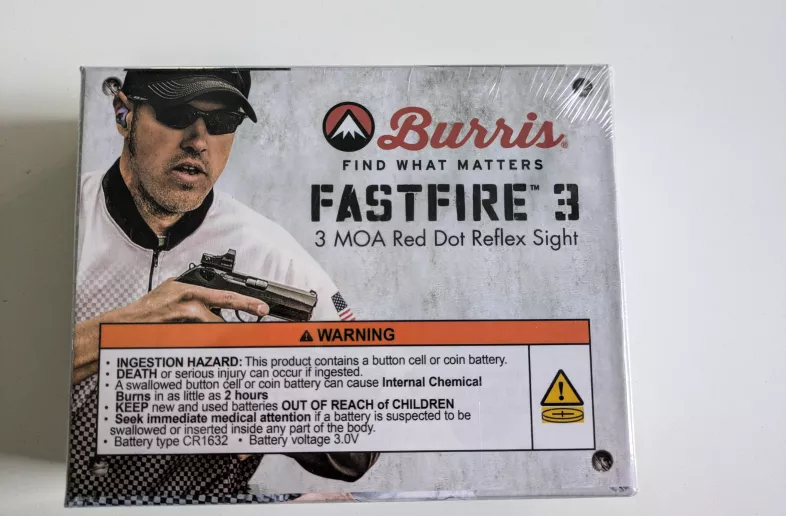 Burris®
FIND WHAT MATTERS
FASTFIRE™ 3
3 MOA Red Dot Reflex Sight
⚠ WARNING
• INGESTION HAZARD: This product contains a button cell or coin battery.
• DEATH or serious injury can occur if ingested.
• A swallowed button cell or coin battery can cause Internal Chemical
Burns in as little as 2 hours
• KEEP new and used batteries OUT OF REACH of CHILDREN
• Seek immediate medical attention if a battery is suspected to be
swallowed or inserted inside any part of the body.
• Battery type CR1632 • Battery voltage 3.0V